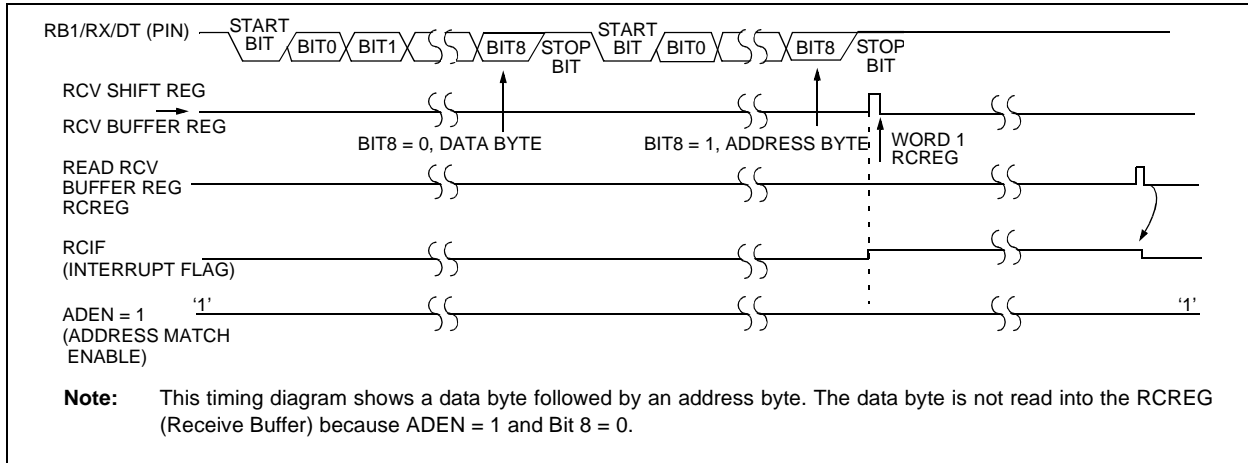 RB1/RX/DT (PIN)
START BIT
BIT0
BIT1
BIT8
STOP BIT
START BIT
BIT0
BIT8
STOP BIT
RCV SHIFT REG
RCV BUFFER REG
BIT8 = 0, DATA BYTE
BIT8 = 1, ADDRESS BYTE
WORD 1
RCREG
READ RCV
BUFFER REG
RCREG
RCIF
(INTERRUPT FLAG)
ADEN = 1
(ADDRESS MATCH
ENABLE)
‘1’
‘1’
Note: This timing diagram shows a data byte followed by an address byte. The data byte is not read into the RCREG
(Receive Buffer) because ADEN = 1 and Bit 8 = 0.